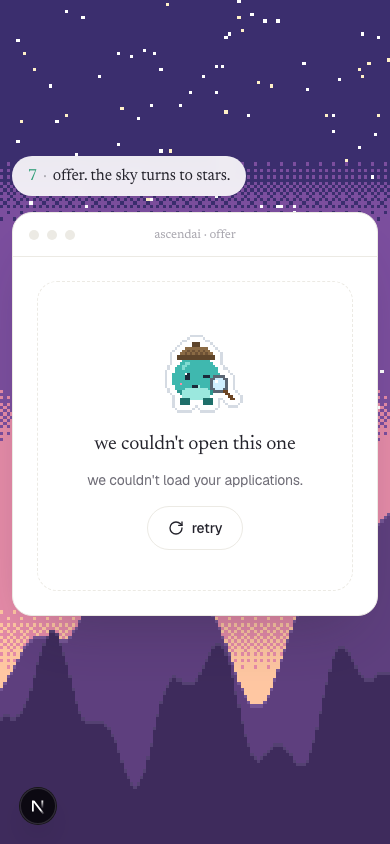 7 · offer. the sky turns to stars.
ascendai · offer
we couldn't open this one
we couldn't load your applications.
retry
N